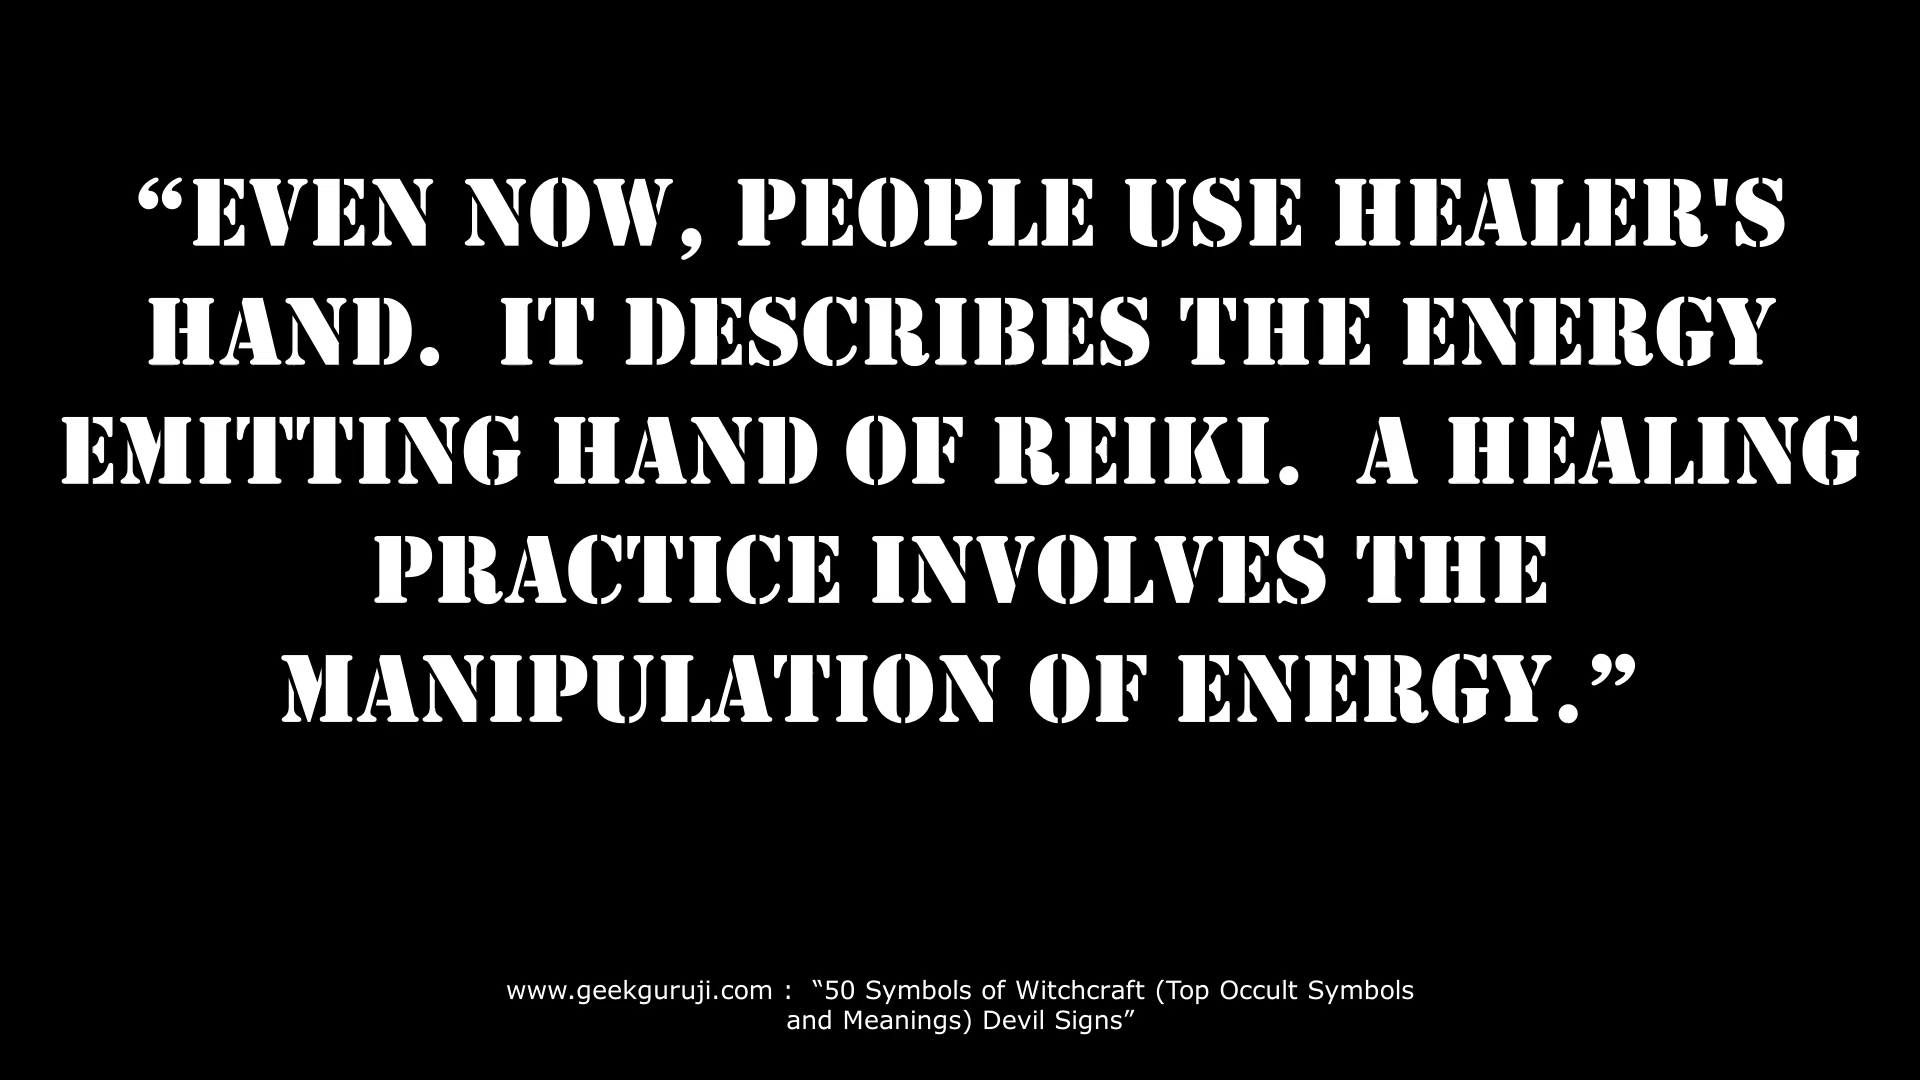 “EVEN NOW, PEOPLE USE HEALER'S
HAND.  IT DESCRIBES THE ENERGY
EMITTING HAND OF REIKI.  A HEALING
PRACTICE INVOLVES THE
MANIPULATION OF ENERGY.”
www.geekguruji.com :  “50 Symbols of Witchcraft (Top Occult Symbols
and Meanings) Devil Signs”